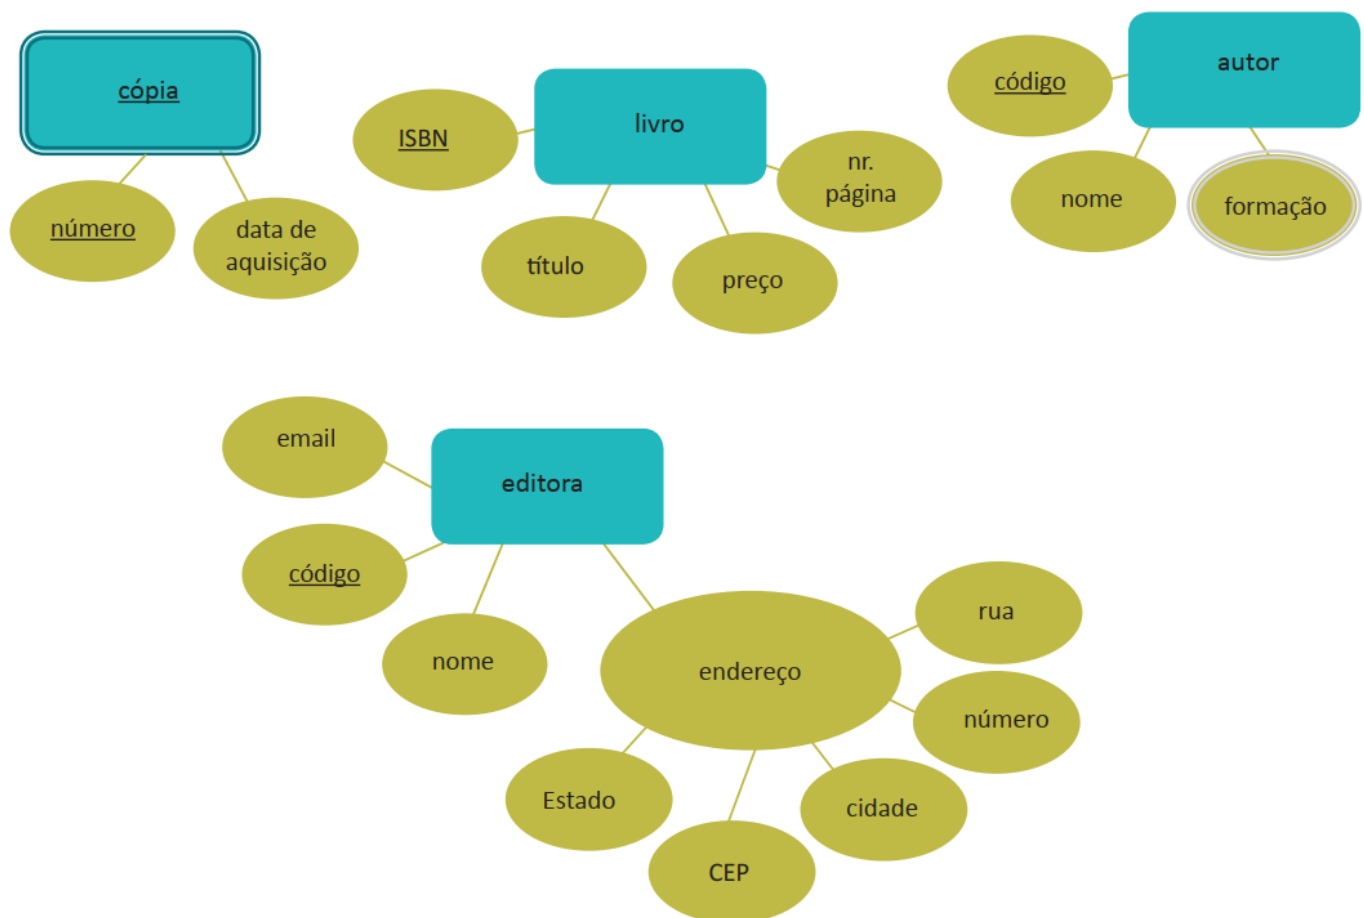 cópia
número
data de
aquisição
livro
ISBN
título
preço
nr.
página
autor
código
nome
formação
editora
email
código
nome
endereço
rua
número
cidade
CEP
Estado